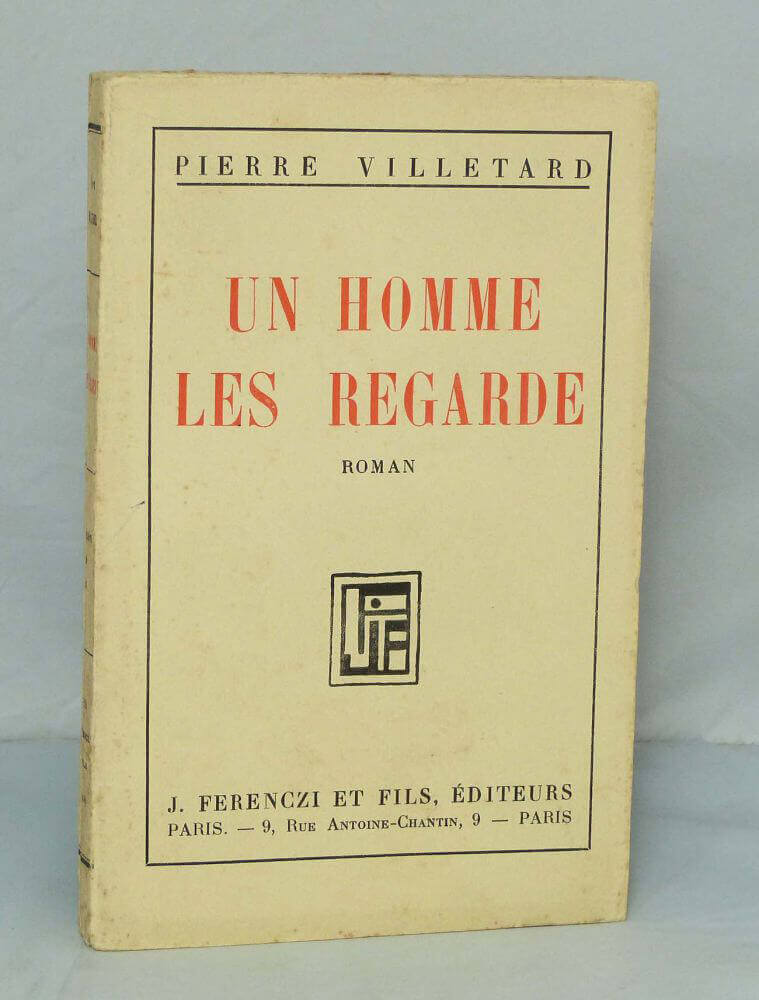 PIERRE VILLETARD
UN HOMME
LES REGARDE
ROMAN
J. FERENCZI ET FILS, ÉDITEURS
PARIS. — 9, RUE ANTOINE-CHANTIN, 9 — PARIS